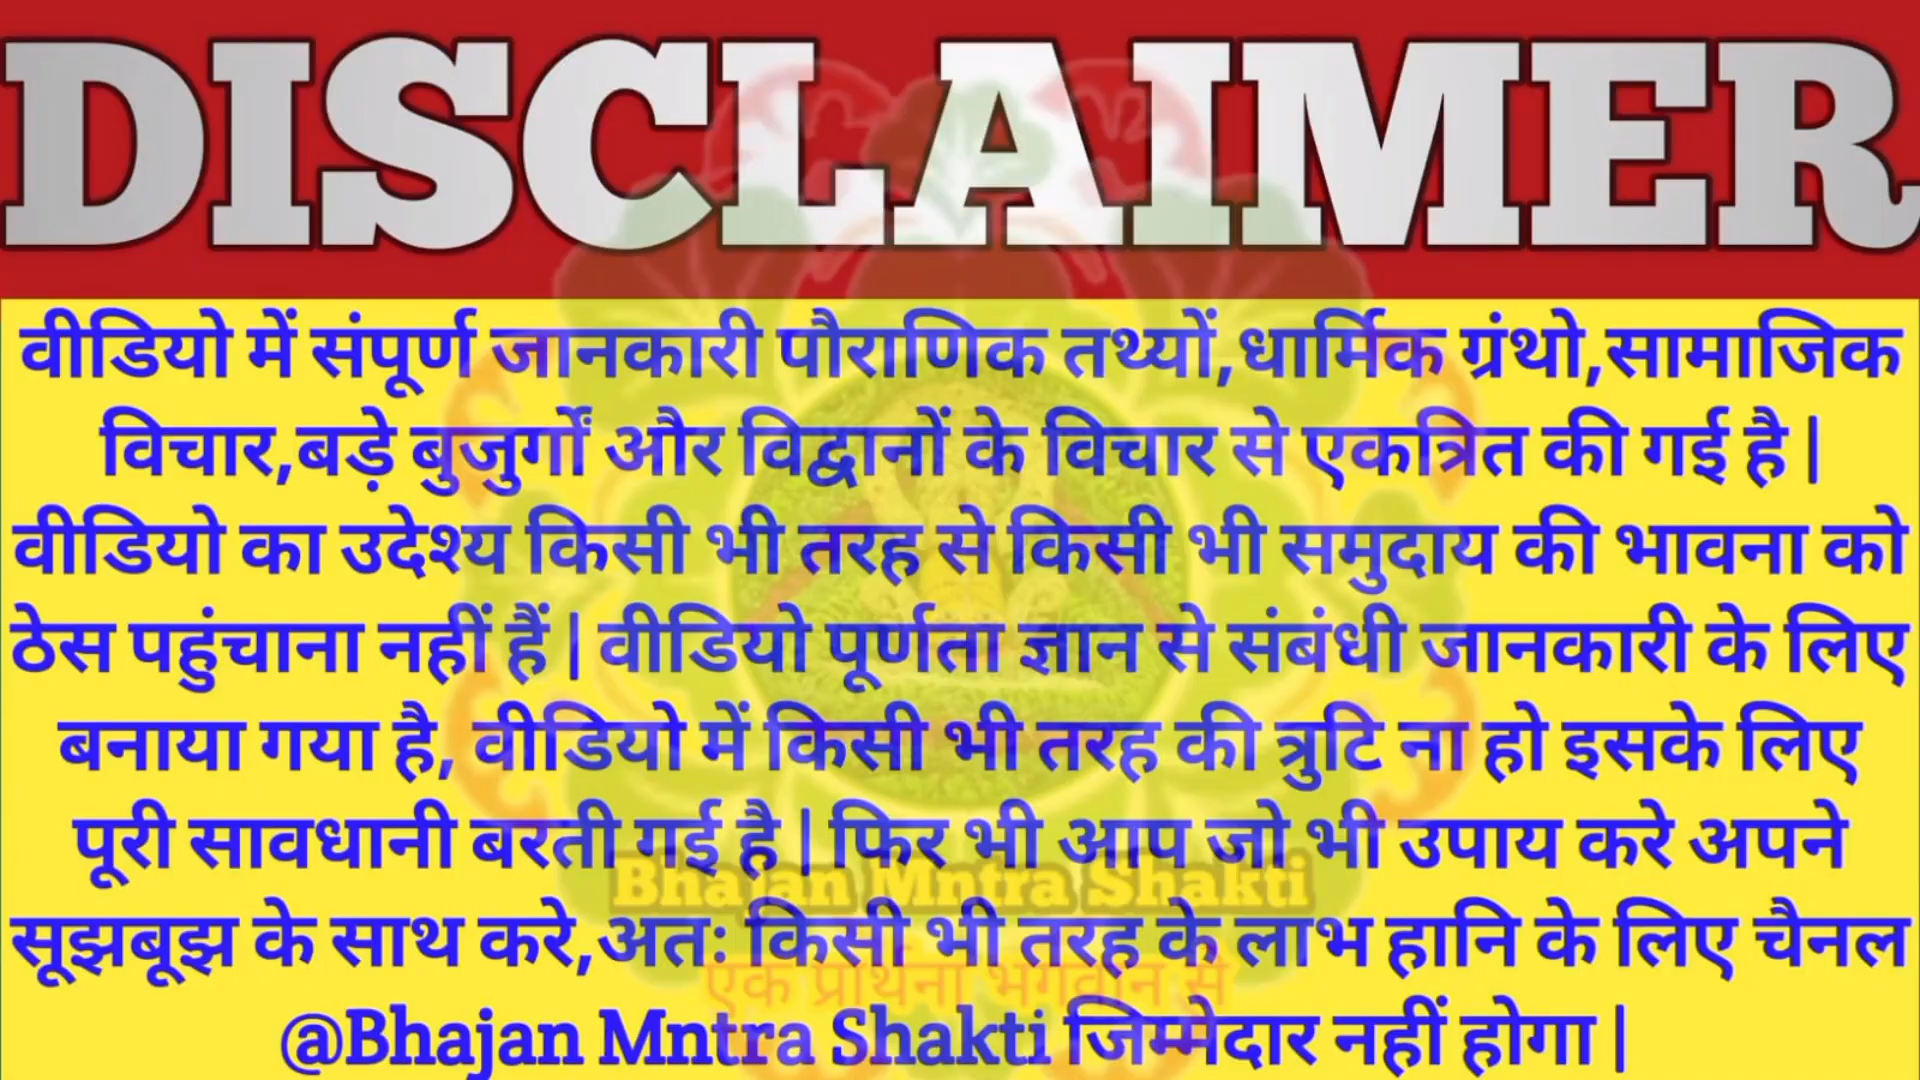 DISCLAIMER
वीडियो में संपूर्ण जानकारी पौराणिक तथ्यों,धार्मिक ग्रंथो,सामाजिक
विचार,बड़े बुजुर्गों और विद्वानों के विचार से एकत्रित की गई है |
वीडियो का उदेश्य किसी भी तरह से किसी भी समुदाय की भावना को
ठेस पहुंचाना नहीं हैं | वीडियो पूर्णता ज्ञान से संबंधी जानकारी के लिए
बनाया गया है, वीडियो में किसी भी तरह की त्रुटि ना हो इसके लिए
पूरी सावधानी बरती गई है | फिर भी आप जो भी उपाय करे अपने
Bhajan Mntra Shakti
सूझबूझ के साथ करे,अतः किसी भी तरह के लाभ हानि के लिए चैनल
एक प्रार्थना भगवान से
@Bhajan Mntra Shakti जिम्मेदार नहीं होगा |